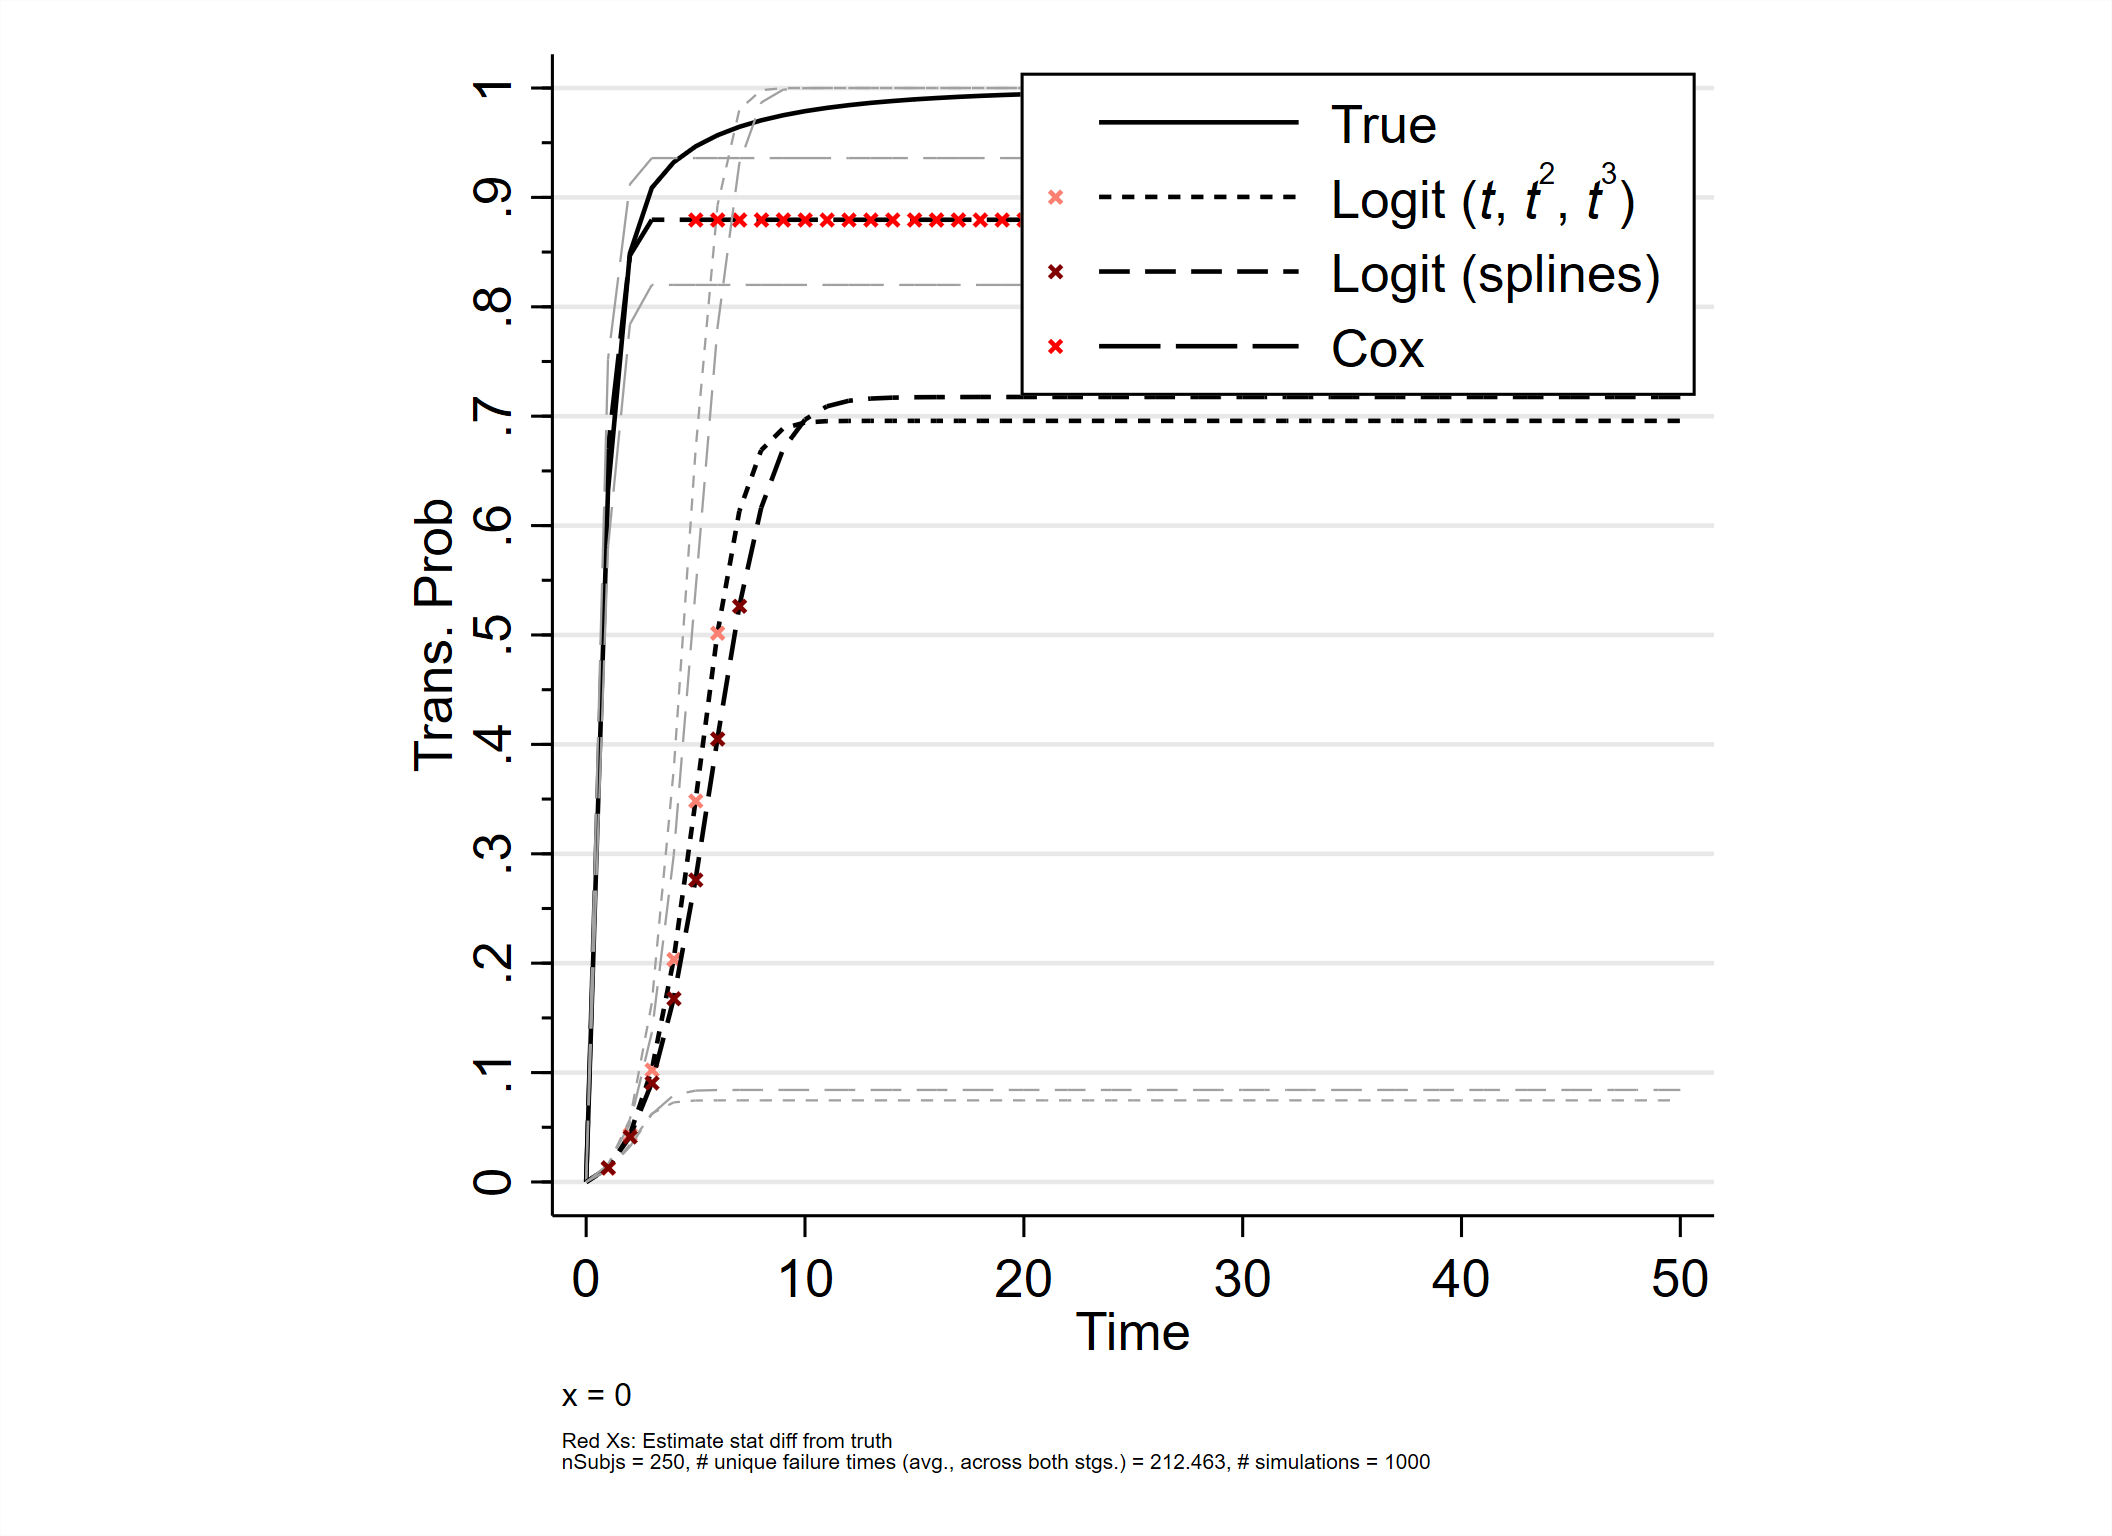 True
Logit (t, t², t³)
Logit (splines)
Cox
1
.9
.8
.7
.6
.5
.4
.3
.2
.1
0
Trans. Prob
0 10 20 30 40 50
Time
x = 0
Red Xs: Estimate stat diff from truth
nSubjs = 250, # unique failure times (avg., across both stgs.) = 212.463, # simulations = 1000